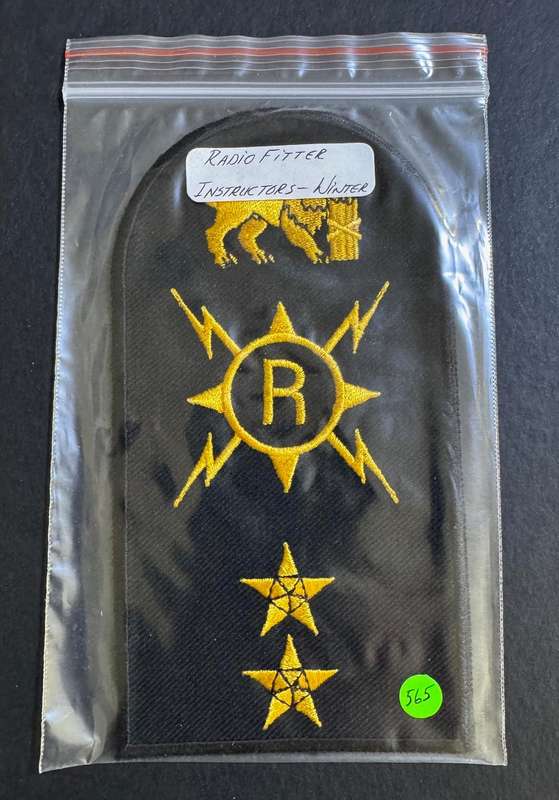 RADIO FITTER
INSTRUCTORS - WINTER
R
565